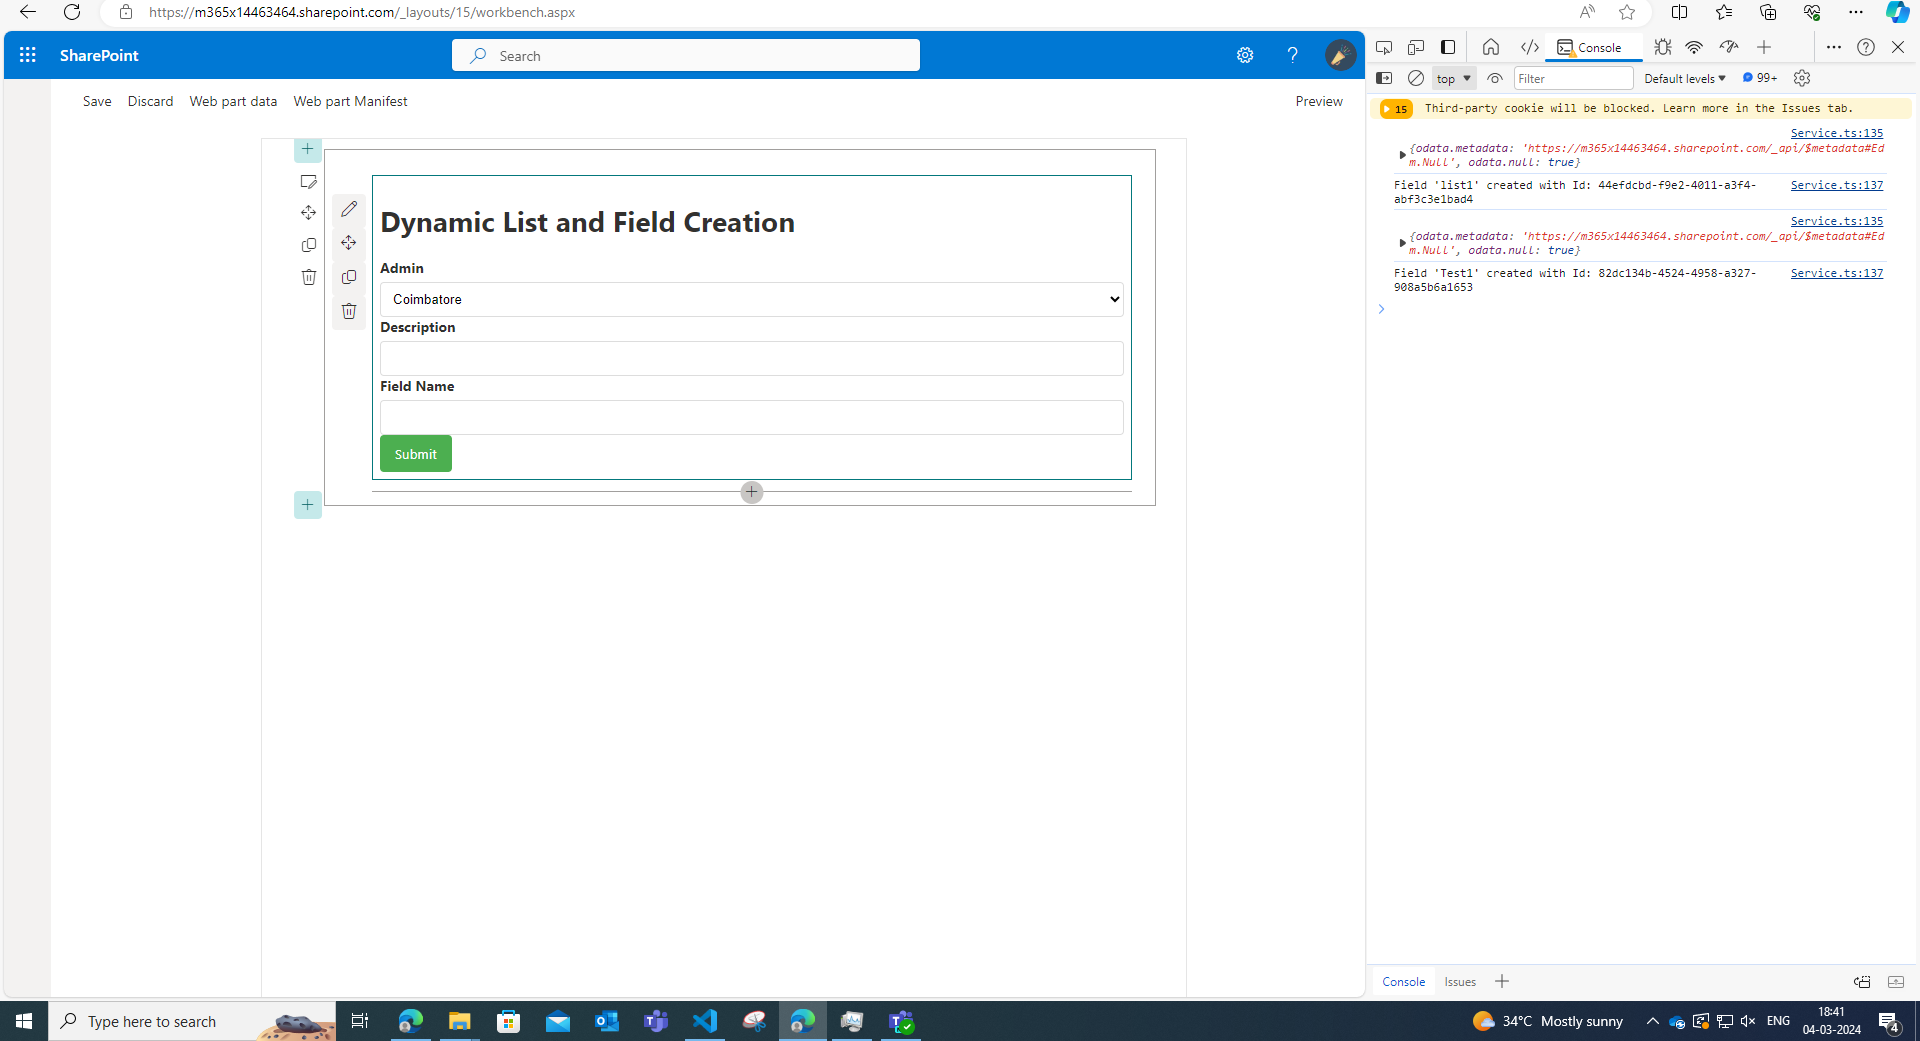 https://m365x14463464.sharepoint.com/_layouts/15/workbench.aspx
SharePoint
Search
Save Discard Web part data Web part Manifest Preview
Dynamic List and Field Creation
Admin
Coimbatore
Description
Field Name
Submit
Console
top Filter Default levels 99+
15 Third-party cookie will be blocked. Learn more in the Issues tab.
Service.ts:135
{odata.metadata: 'https://m365x14463464.sharepoint.com/_api/$metadata#Ed
m.Null', odata.null: true}
Field 'list1' created with Id: 44efdcbd-f9e2-4011-a3f4- Service.ts:137
abf3c3e1bad4
Service.ts:135
{odata.metadata: 'https://m365x14463464.sharepoint.com/_api/$metadata#Ed
m.Null', odata.null: true}
Field 'Test1' created with Id: 82dc134b-4524-4958-a327- Service.ts:137
908a5b6a1653
Console Issues
Type here to search
34°C Mostly sunny
ENG
18:41
04-03-2024
4